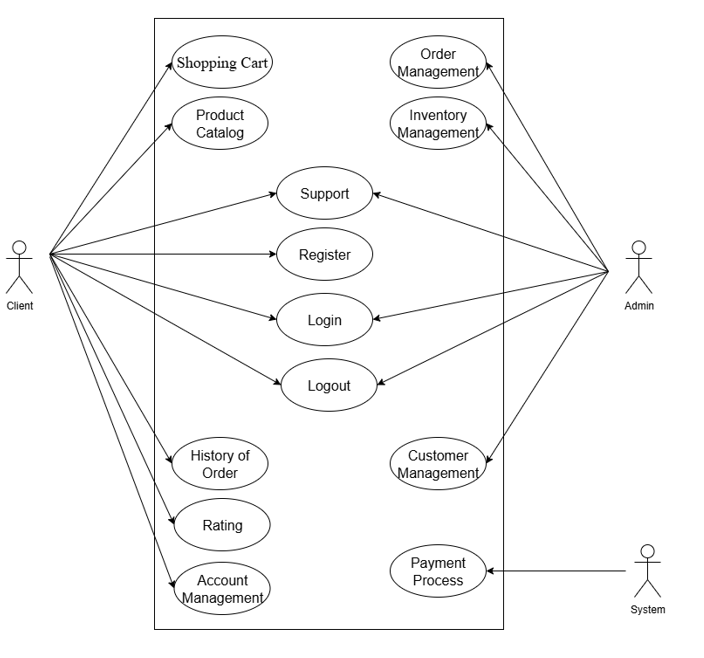 Shopping Cart
Order
Management
Product
Catalog
Inventory
Management
Support
Register
Client
Admin
Login
Logout
History of
Order
Customer
Management
Rating
Payment
Process
Account
Management
System